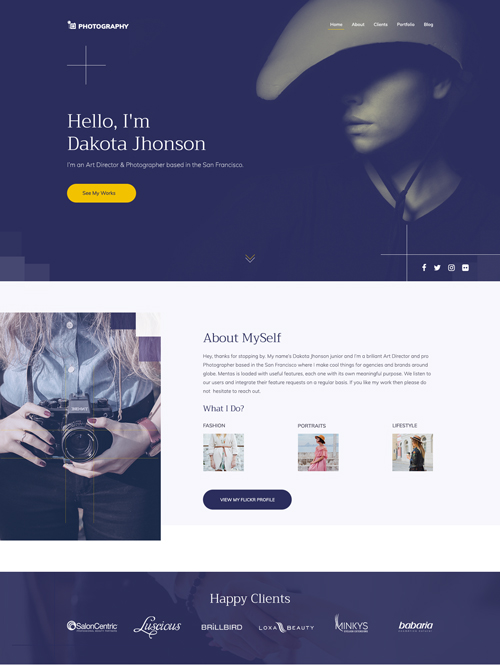 PHOTOGRAPHY
Home About Clients Portfolio Blog
Hello, I'm
Dakota Jhonson
I'm an Art Director & Photographer based in the San Francisco.
See My Works
About MySelf
Hey, thanks for stopping by. My name's Dakota Jhonson junior and I'm a briliant Art Director and pro
Photographer based in the San Francisco where I make cool things for agencies and brands around
globe. Mentas is loaded with useful features, each one with its own meaningful purpose. We listen to
our users and integrate their feature requests on a regular basis. If you like my work then please do
not hesitate to reach out.
What I Do?
FASHION PORTRAITS LIFESTYLE
VIEW MY FLICKR PROFILE
Happy Clients
SalonCentric Luscious BRiLLBIRD LOXA BEAUTY MINKYS babaria